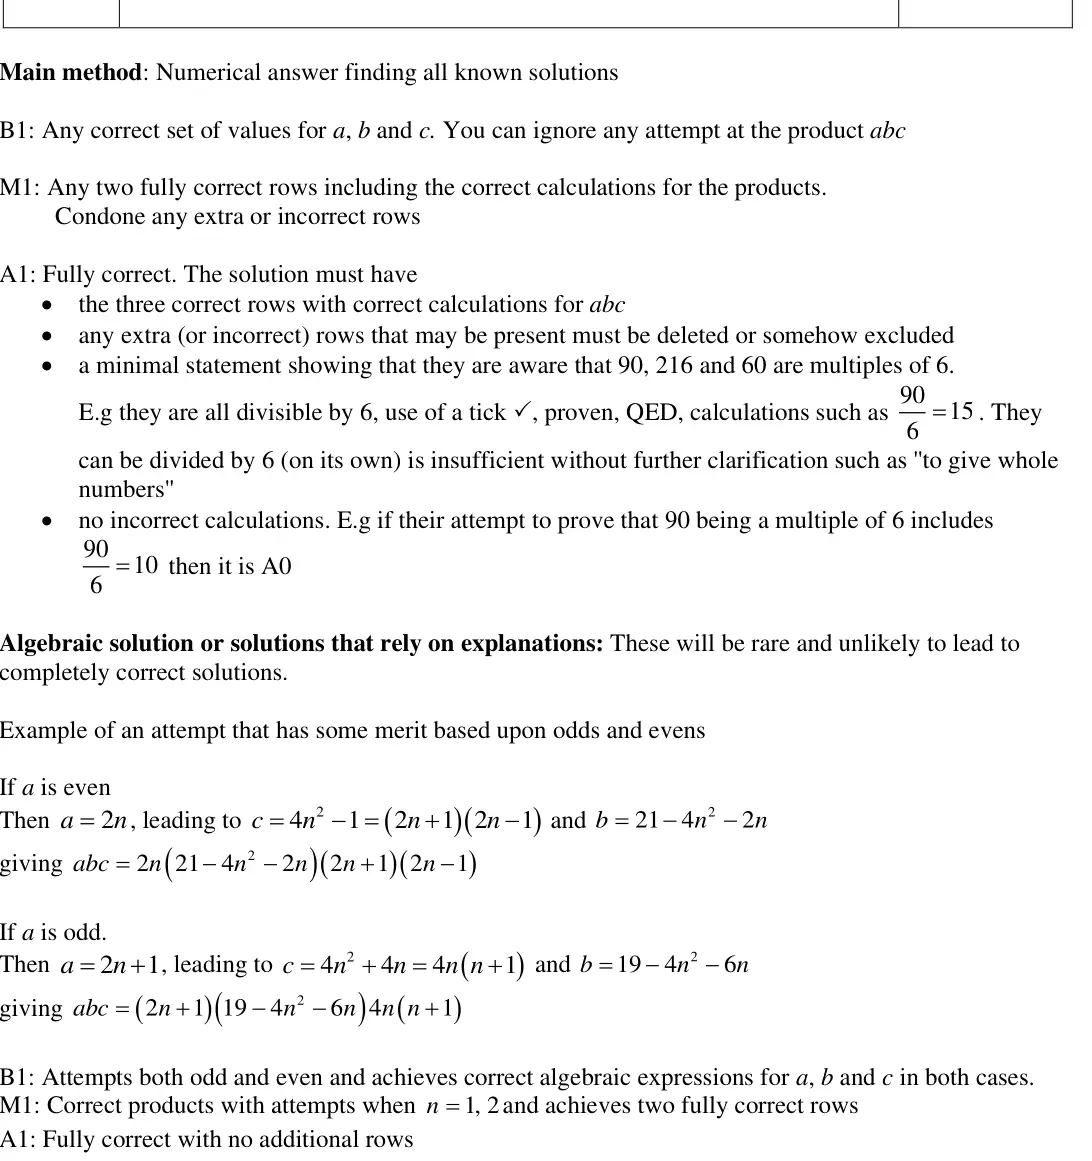 Main method: Numerical answer finding all known solutions
B1: Any correct set of values for a, b and c. You can ignore any attempt at the product abc
M1: Any two fully correct rows including the correct calculations for the products.
Condone any extra or incorrect rows
A1: Fully correct. The solution must have
• the three correct rows with correct calculations for abc
• any extra (or incorrect) rows that may be present must be deleted or somehow excluded
• a minimal statement showing that they are aware that 90, 216 and 60 are multiples of 6.
E.g they are all divisible by 6, use of a tick ✓, proven, QED, calculations such as 90/6 = 15. They
can be divided by 6 (on its own) is insufficient without further clarification such as "to give whole
numbers"
• no incorrect calculations. E.g if their attempt to prove that 90 being a multiple of 6 includes
90/6 = 10 then it is A0
Algebraic solution or solutions that rely on explanations: These will be rare and unlikely to lead to
completely correct solutions.
Example of an attempt that has some merit based upon odds and evens
If a is even
Then a = 2n, leading to c = 4n² − 1 = (2n+1)(2n−1) and b = 21 − 4n² − 2n
giving abc = 2n(21 − 4n² − 2n)(2n+1)(2n−1)
If a is odd.
Then a = 2n+1, leading to c = 4n² + 4n = 4n(n+1) and b = 19 − 4n² − 6n
giving abc = (2n+1)(19 − 4n² − 6n)4n(n+1)
B1: Attempts both odd and even and achieves correct algebraic expressions for a, b and c in both cases.
M1: Correct products with attempts when n = 1, 2 and achieves two fully correct rows
A1: Fully correct with no additional rows